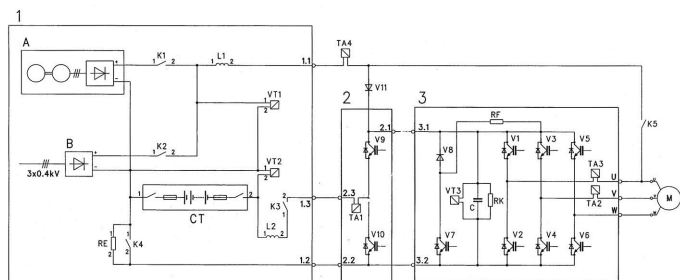 1
A
+
-
K1
1 2
L1
1 2
1.1
TA4
V11
VT1
1
2
2
2.1
3
3.1
RF
V1
V3
V5
K5
B
+
-
3x0.4kV
K2
1 2
VT2
1
2
V9
V8
VT3
C
RK
TA3
U
TA2
V
W
M
1
2
CT
K3
1
2
1.3
2.3
TA1
L2
RE
1
2
K4
1
2
V10
V7
V2
V4
V6
1.2
2.2
3.2